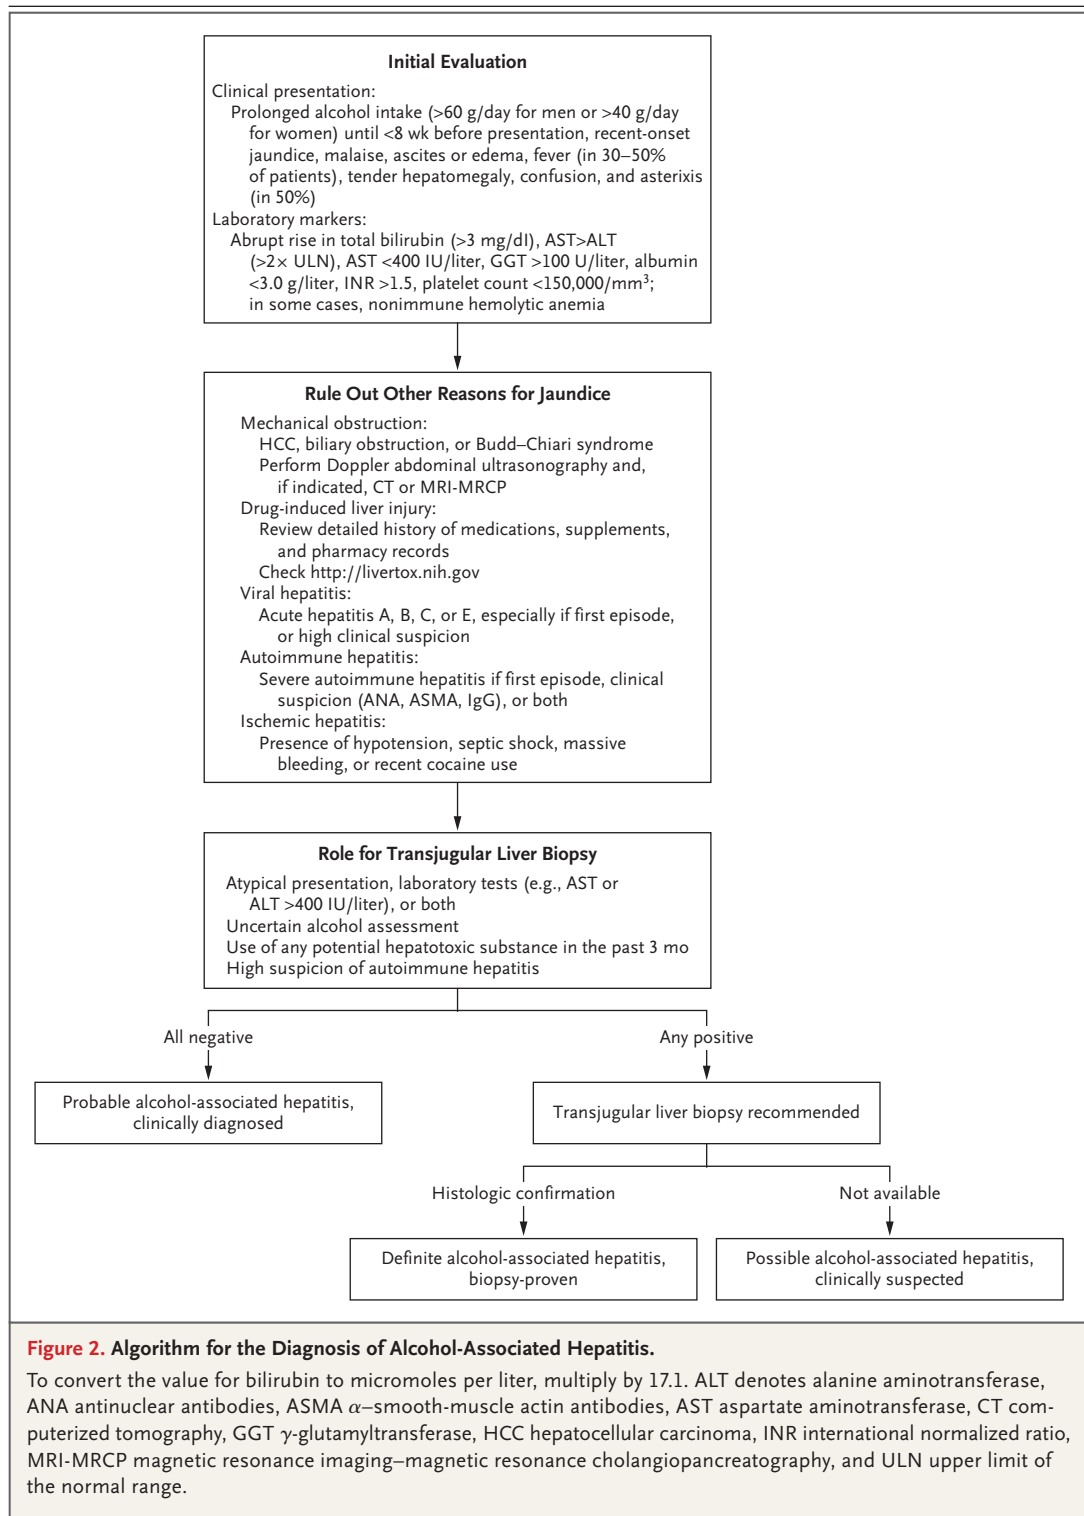 Initial Evaluation
Clinical presentation:
Prolonged alcohol intake (>60 g/day for men or >40 g/day
for women) until <8 wk before presentation, recent-onset
jaundice, malaise, ascites or edema, fever (in 30–50%
of patients), tender hepatomegaly, confusion, and asterixis
(in 50%)
Laboratory markers:
Abrupt rise in total bilirubin (>3 mg/dl), AST>ALT
(>2× ULN), AST <400 IU/liter, GGT >100 U/liter, albumin
<3.0 g/liter, INR >1.5, platelet count <150,000/mm³;
in some cases, nonimmune hemolytic anemia
Rule Out Other Reasons for Jaundice
Mechanical obstruction:
HCC, biliary obstruction, or Budd–Chiari syndrome
Perform Doppler abdominal ultrasonography and,
if indicated, CT or MRI-MRCP
Drug-induced liver injury:
Review detailed history of medications, supplements,
and pharmacy records
Check http://livertox.nih.gov
Viral hepatitis:
Acute hepatitis A, B, C, or E, especially if first episode,
or high clinical suspicion
Autoimmune hepatitis:
Severe autoimmune hepatitis if first episode, clinical
suspicion (ANA, ASMA, IgG), or both
Ischemic hepatitis:
Presence of hypotension, septic shock, massive
bleeding, or recent cocaine use
Role for Transjugular Liver Biopsy
Atypical presentation, laboratory tests (e.g., AST or
ALT >400 IU/liter), or both
Uncertain alcohol assessment
Use of any potential hepatotoxic substance in the past 3 mo
High suspicion of autoimmune hepatitis
All negative
Any positive
Probable alcohol-associated hepatitis,
clinically diagnosed
Transjugular liver biopsy recommended
Histologic confirmation
Not available
Definite alcohol-associated hepatitis,
biopsy-proven
Possible alcohol-associated hepatitis,
clinically suspected
Figure 2. Algorithm for the Diagnosis of Alcohol-Associated Hepatitis.
To convert the value for bilirubin to micromoles per liter, multiply by 17.1. ALT denotes alanine aminotransferase,
ANA antinuclear antibodies, ASMA α–smooth-muscle actin antibodies, AST aspartate aminotransferase, CT com-
puterized tomography, GGT γ-glutamyltransferase, HCC hepatocellular carcinoma, INR international normalized ratio,
MRI-MRCP magnetic resonance imaging–magnetic resonance cholangiopancreatography, and ULN upper limit of
the normal range.